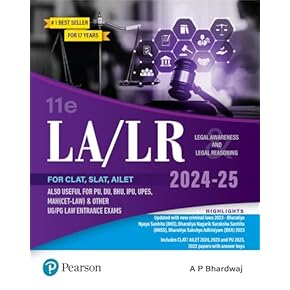 #1 BEST SELLER
FOR 17 YEARS
11e
LA/LR
LEGAL AWARENESS
AND
LEGAL REASONING
FOR CLAT, SLAT, AILET
2024-25
ALSO USEFUL FOR PU, DU, BHU, IPU, UPES,
MAH(CET-LAW) & OTHER
UG/PG LAW ENTRANCE EXAMS
HIGHLIGHTS
Updated with new criminal laws 2023 - Bharatiya
Nyaya Sanhita (BNS), Bharatiya Nagarik Suraksha Sanhita
(BNSS), Bharatiya Sakshya Adhiniyam (BSA) 2023
Includes CLAT/ AILET 2024, 2023 and PU 2023,
2022 papers with answer keys
Pearson
A P Bhardwaj